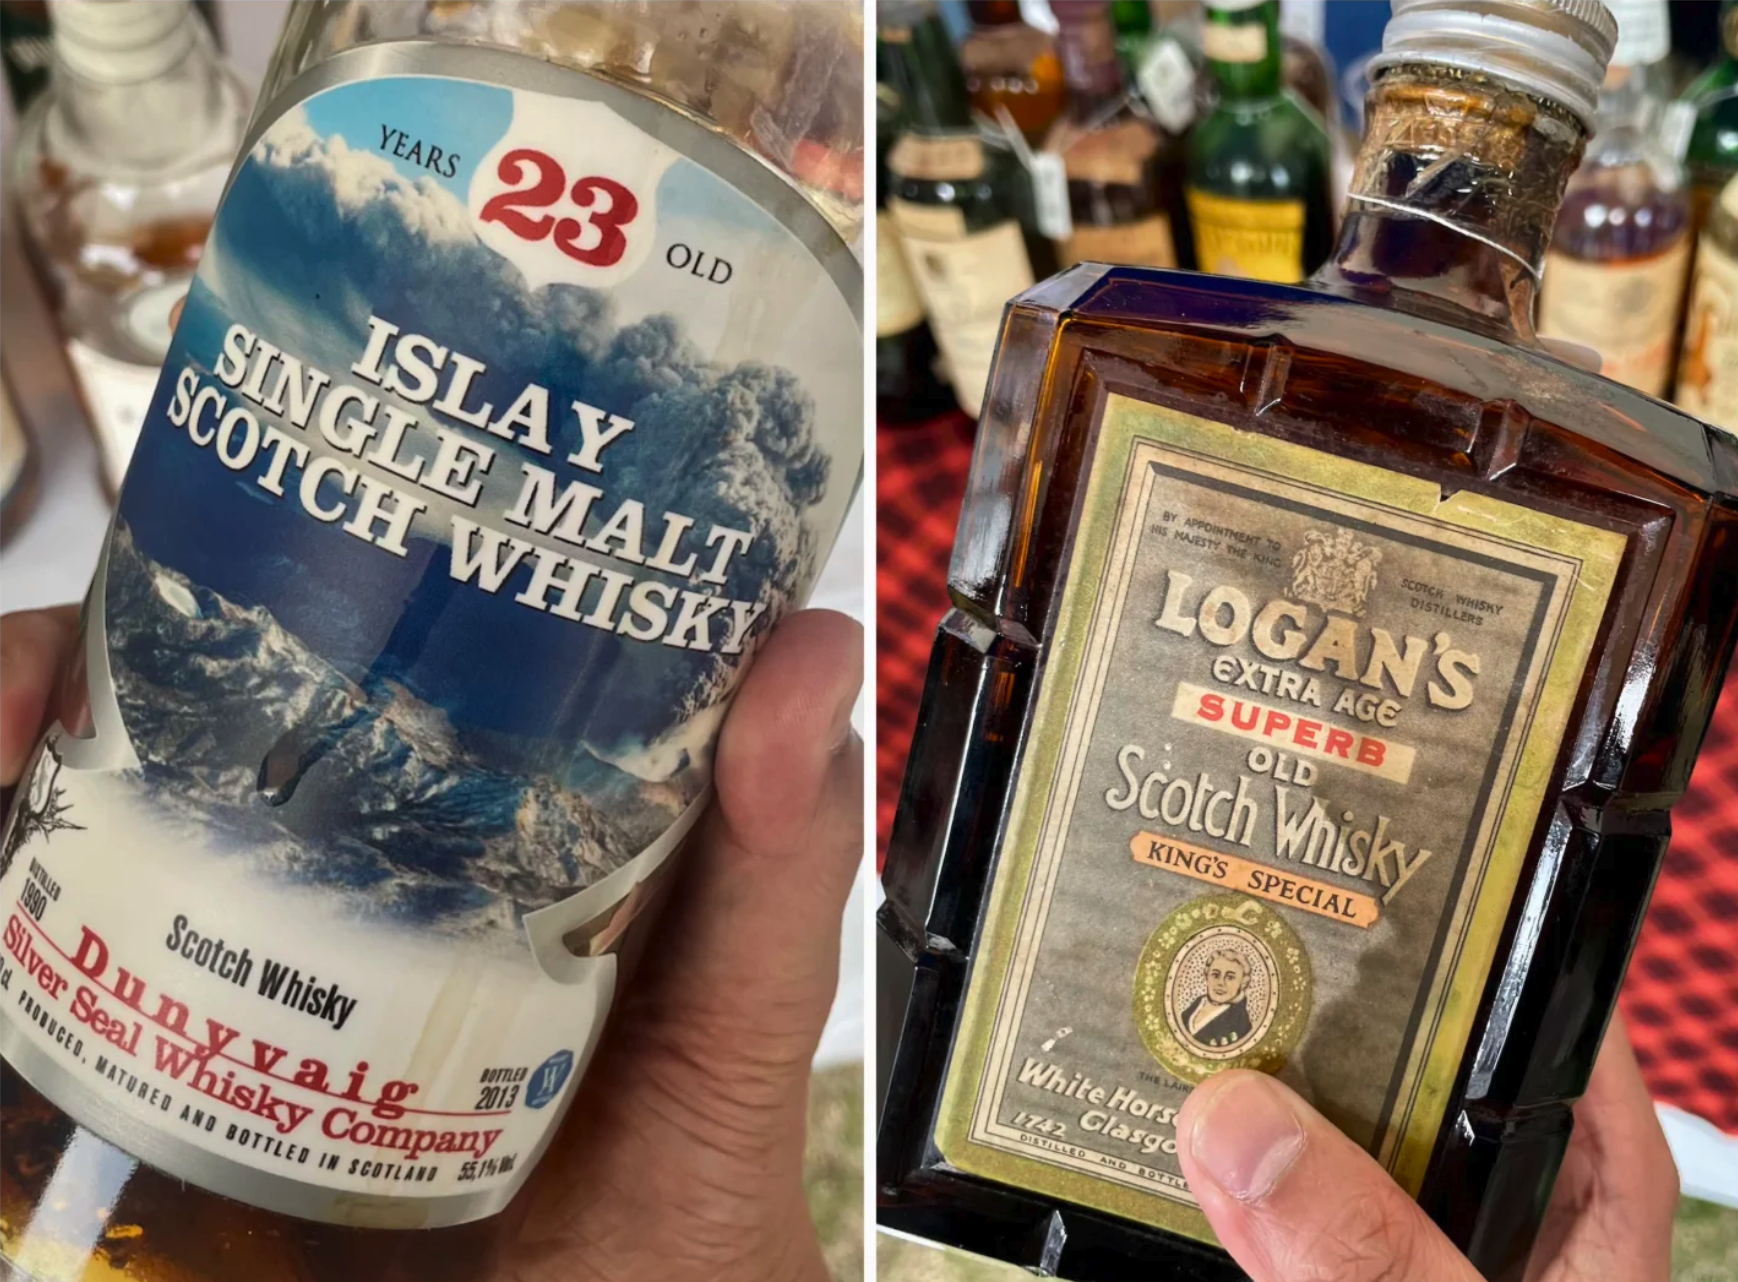 YEARS
23
OLD
ISLAY
SINGLE MALT
SCOTCH WHISKY
DISTILLED
1990
Scotch Whisky
Dunyvaig
Silver Seal Whisky Company
BOTTLED
2013
PRODUCED, MATURED AND BOTTLED IN SCOTLAND
55,1% Vol.
BY APPOINTMENT TO
HIS MAJESTY THE KING
SCOTCH WHISKY
DISTILLERS
LOGAN'S
EXTRA AGE
SUPERB
OLD
Scotch Whisky
KING'S SPECIAL
THE
White Horse
Glasgo
1742
DISTILLED AND BOTTLE